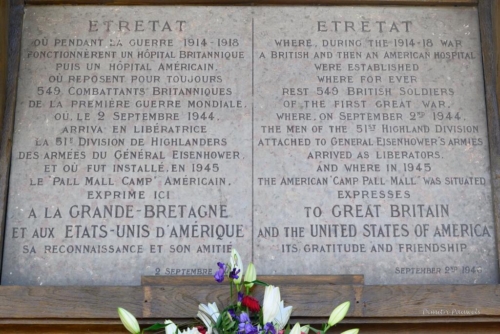 ETRETAT
OÙ PENDANT LA GUERRE 1914-1918
FONCTIONNÈRENT UN HÔPITAL BRITANNIQUE
PUIS UN HÔPITAL AMÉRICAIN,
OÙ REPOSENT POUR TOUJOURS
549 COMBATTANTS BRITANNIQUES
DE LA PREMIÈRE GUERRE MONDIALE,
OÙ, LE 2 SEPTEMBRE 1944,
ARRIVA EN LIBÉRATRICE
LA 51E DIVISION DE HIGHLANDERS
DES ARMÉES DU GÉNÉRAL EISENHOWER
ET OÙ FUT INSTALLÉ, EN 1945
LE "PALL MALL CAMP" AMÉRICAIN,
EXPRIME ICI
A LA GRANDE-BRETAGNE
ET AUX ETATS-UNIS D'AMÉRIQUE
SA RECONNAISSANCE ET SON AMITIÉ
2 SEPTEMBRE
ETRETAT
WHERE, DURING THE 1914-18 WAR
A BRITISH AND THEN AN AMERICAN HOSPITAL
WERE ESTABLISHED
WHERE FOR EVER
REST 549 BRITISH SOLDIERS
OF THE FIRST GREAT WAR,
WHERE, ON SEPTEMBER 2ND 1944,
THE MEN OF THE 51ST HIGHLAND DIVISION
ATTACHED TO GENERAL EISENHOWER'S ARMIES
ARRIVED AS LIBERATORS,
AND WHERE IN 1945
THE AMERICAN "CAMP PAEL-MALL" WAS SITUATED
EXPRESSES
TO GREAT BRITAIN
AND THE UNITED STATES OF AMERICA
ITS GRATITUDE AND FRIENDSHIP
SEPTEMBER 2ND